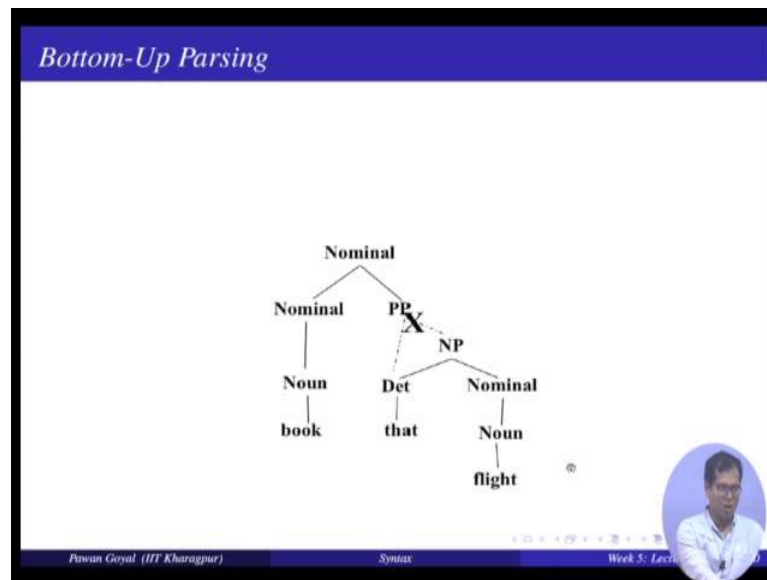 Bottom-Up Parsing
Nominal
Nominal PP X
NP
Noun Det Nominal
book that Noun
flight
Pawan Goyal (IIT Kharagpur) Syntax Week 5: